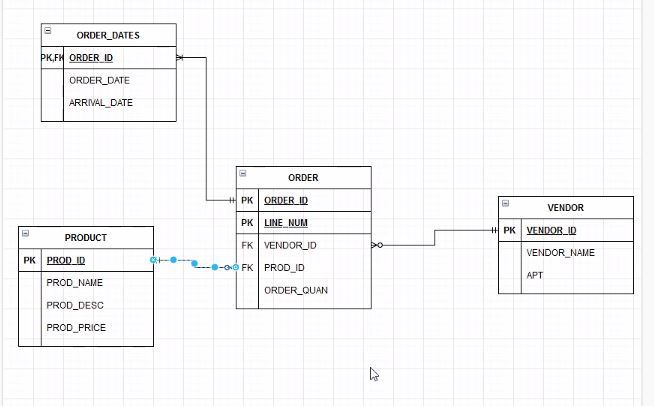 ORDER_DATES
PK,FK ORDER_ID
ORDER_DATE
ARRIVAL_DATE
ORDER
PK ORDER_ID
PK LINE_NUM
FK VENDOR_ID
FK PROD_ID
ORDER_QUAN
VENDOR
PK VENDOR_ID
VENDOR_NAME
APT
PRODUCT
PK PROD_ID
PROD_NAME
PROD_DESC
PROD_PRICE